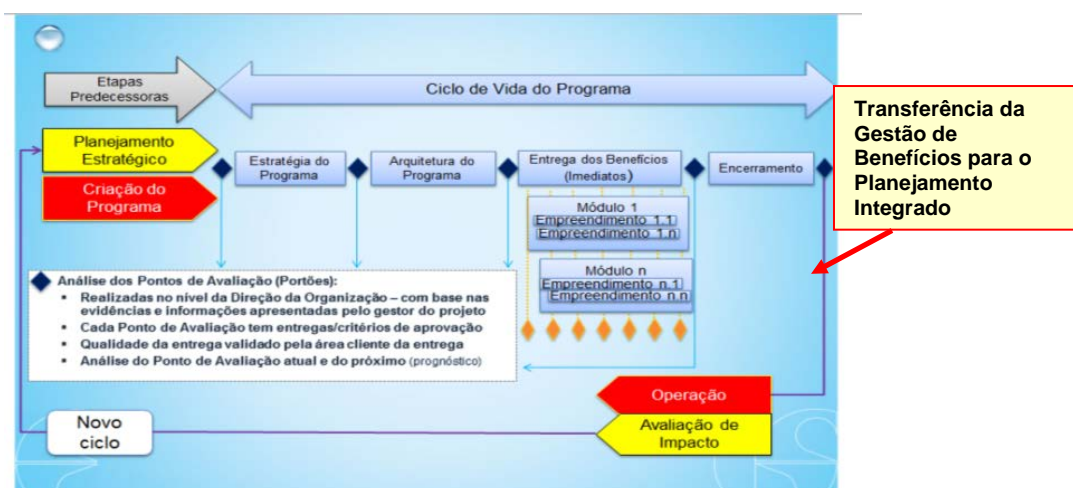 Etapas
Predecessoras
Ciclo de Vida do Programa
Transferência da
Gestão de
Benefícios para o
Planejamento
Integrado
Planejamento
Estratégico
Criação do
Programa
Estratégia do
Programa
Arquitetura do
Programa
Entrega dos Benefícios
(Imediatos)
Encerramento
Módulo 1
Empreendimento 1.1
Empreendimento 1.n
Módulo n
Empreendimento n.1
Empreendimento n.n
Análise dos Pontos de Avaliação (Portões):
▪ Realizadas no nível da Direção da Organização – com base nas
evidências e informações apresentadas pelo gestor do projeto
▪ Cada Ponto de Avaliação tem entregas/critérios de aprovação
▪ Qualidade da entrega validado pela área cliente da entrega
▪ Análise do Ponto de Avaliação atual e do próximo (prognóstico)
Operação
Avaliação de
Impacto
Novo
ciclo